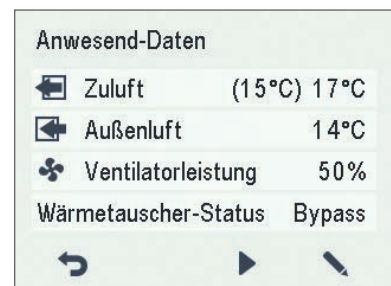 Anwesend-Daten
Zuluft (15°C) 17°C
Außenluft 14°C
Ventilatorleistung 50%
Wärmetauscher-Status Bypass